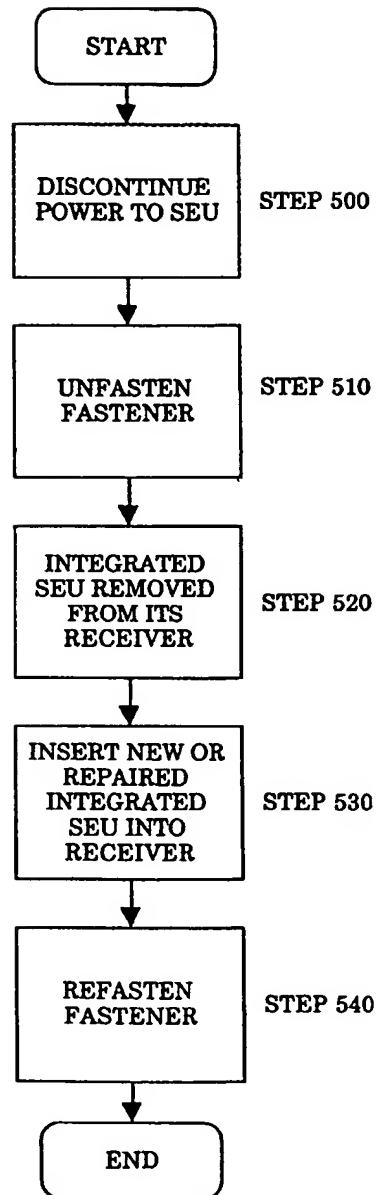 START
DISCONTINUE
POWER TO SEU
STEP 500
UNFASTEN
FASTENER
STEP 510
INTEGRATED
SEU REMOVED
FROM ITS
RECEIVER
STEP 520
INSERT NEW OR
REPAIRED
INTEGRATED
SEU INTO
RECEIVER
STEP 530
REFASTEN
FASTENER
STEP 540
END